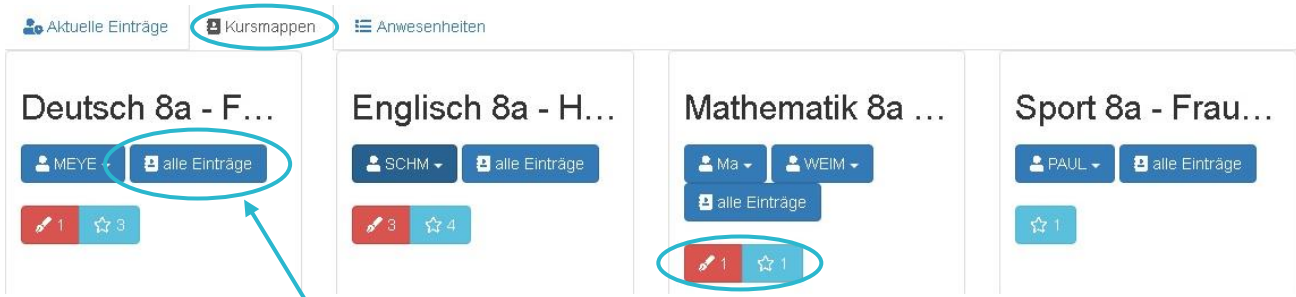 Aktuelle Einträge Kursmappen Anwesenheiten
Deutsch 8a - F...
MEYE alle Einträge
1 3
Englisch 8a - H...
SCHM alle Einträge
3 4
Mathematik 8a ...
Ma WEIM
alle Einträge
1 1
Sport 8a - Frau...
PAUL alle Einträge
1